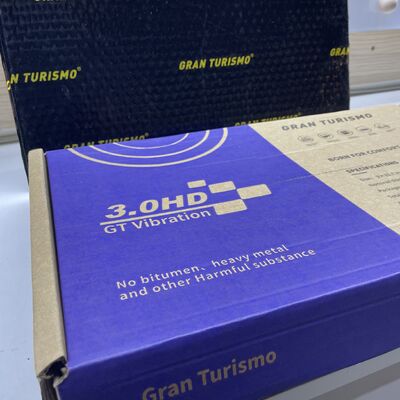 GRAN TURISMO®
GRAN TURISMO®
GRAN
GRAN TURISMO®
GRAN TURISMO
BORN FOR COMFORT
SPECIFICATIONS
3.0HD
GT Vibration
No bitumen、heavy metal
and other Harmful substance
Gran Turismo